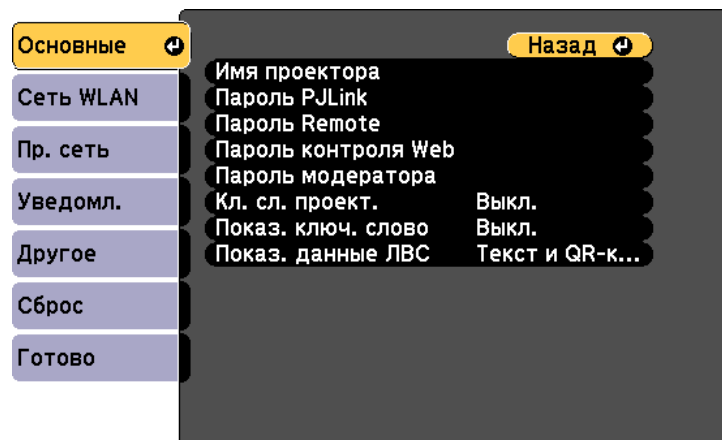 Основные
Сеть WLAN
Пр. сеть
Уведомл.
Другое
Сброс
Готово
Назад
Имя проектора
Пароль PJLink
Пароль Remote
Пароль контроля Web
Пароль модератора
Кл. сл. проект. Выкл.
Показ. ключ. слово Выкл.
Показ. данные ЛВС Текст и QR-к...